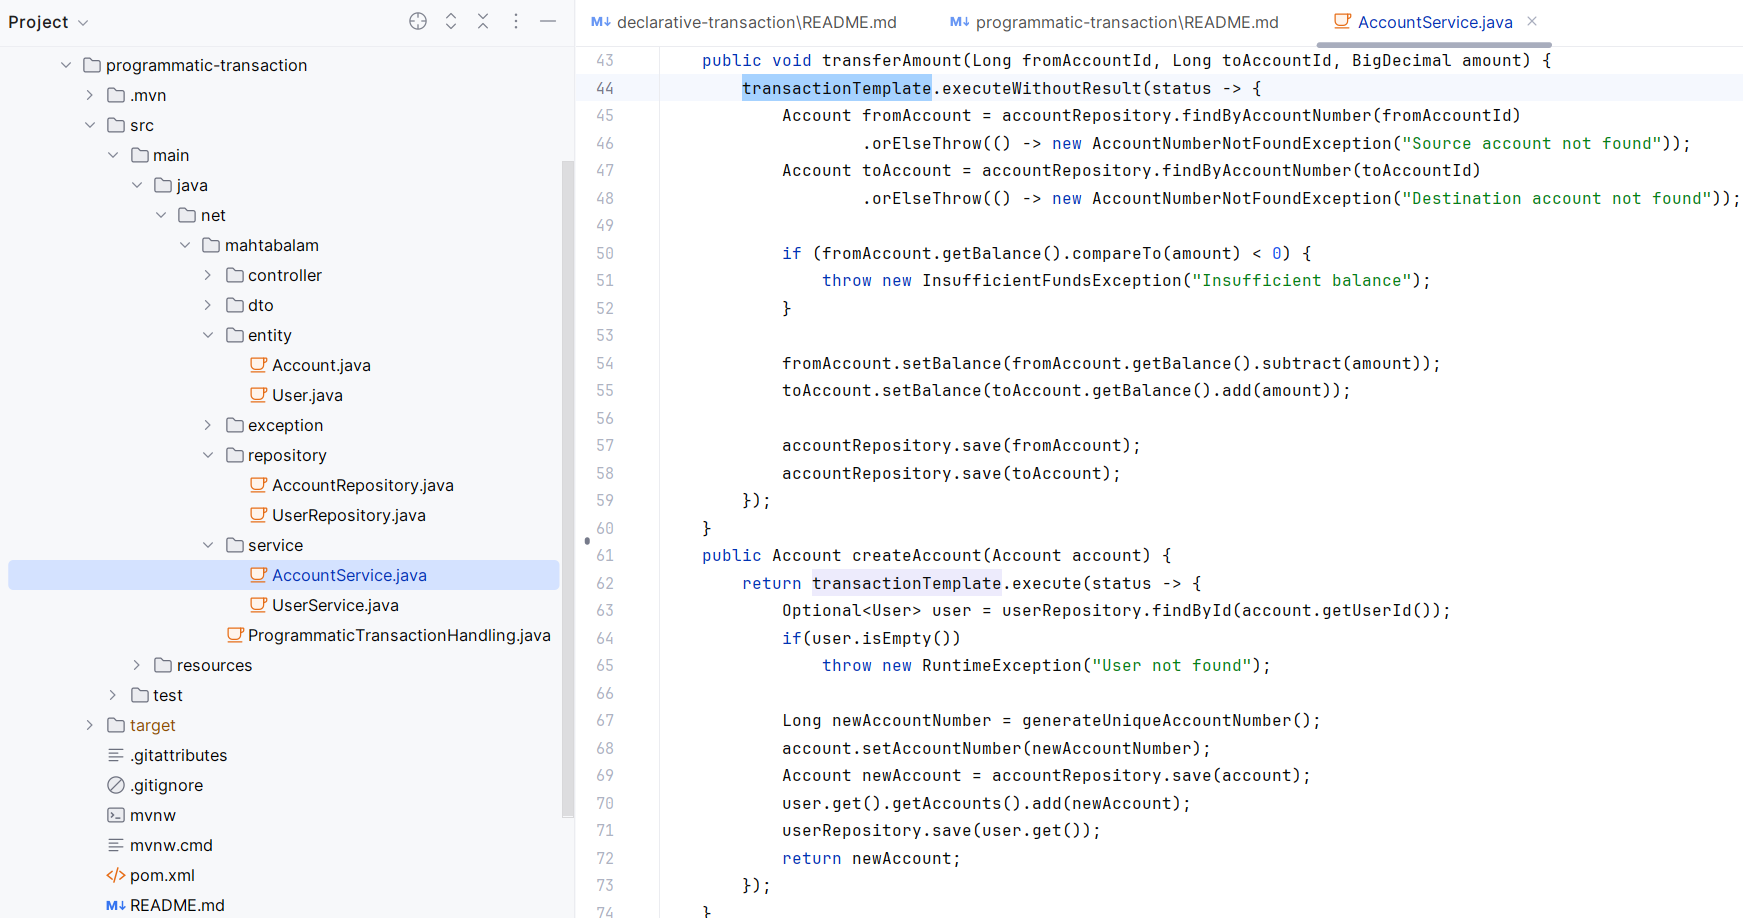 Project
programmatic-transaction
.mvn
src
main
java
net
mahtabalam
controller
dto
entity
Account.java
User.java
exception
repository
AccountRepository.java
UserRepository.java
service
AccountService.java
UserService.java
ProgrammaticTransactionHandling.java
resources
test
target
.gitattributes
.gitignore
mvnw
mvnw.cmd
pom.xml
M↓ README.md
M↓ declarative-transaction\README.md M↓ programmatic-transaction\README.md AccountService.java
43 public void transferAmount(Long fromAccountId, Long toAccountId, BigDecimal amount) {
44 transactionTemplate.executeWithoutResult(status -> {
45 Account fromAccount = accountRepository.findByAccountNumber(fromAccountId)
46 .orElseThrow(() -> new AccountNumberNotFoundException("Source account not found"));
47 Account toAccount = accountRepository.findByAccountNumber(toAccountId)
48 .orElseThrow(() -> new AccountNumberNotFoundException("Destination account not found"));
49
50 if (fromAccount.getBalance().compareTo(amount) < 0) {
51 throw new InsufficientFundsException("Insufficient balance");
52 }
53
54 fromAccount.setBalance(fromAccount.getBalance().subtract(amount));
55 toAccount.setBalance(toAccount.getBalance().add(amount));
56
57 accountRepository.save(fromAccount);
58 accountRepository.save(toAccount);
59 });
60 }
61 public Account createAccount(Account account) {
62 return transactionTemplate.execute(status -> {
63 Optional<User> user = userRepository.findById(account.getUserId());
64 if(user.isEmpty())
65 throw new RuntimeException("User not found");
66
67 Long newAccountNumber = generateUniqueAccountNumber();
68 account.setAccountNumber(newAccountNumber);
69 Account newAccount = accountRepository.save(account);
70 user.get().getAccounts().add(newAccount);
71 userRepository.save(user.get());
72 return newAccount;
73 });
74 }